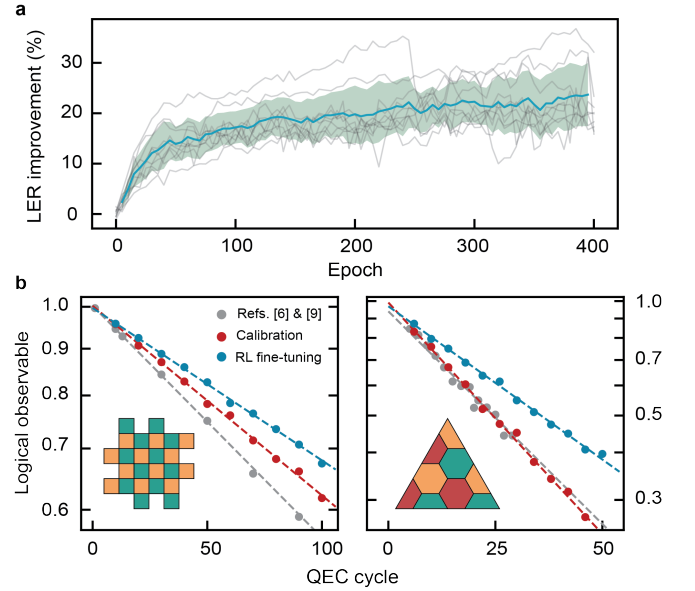 a
LER improvement (%)
30
20
10
0
0
100
200
300
400
Epoch
b
Logical observable
1.0
0.9
0.8
0.7
0.6
Refs. [6] & [9]
Calibration
RL fine-tuning
1.0
0.7
0.5
0.3
0
50
100
0
25
50
QEC cycle